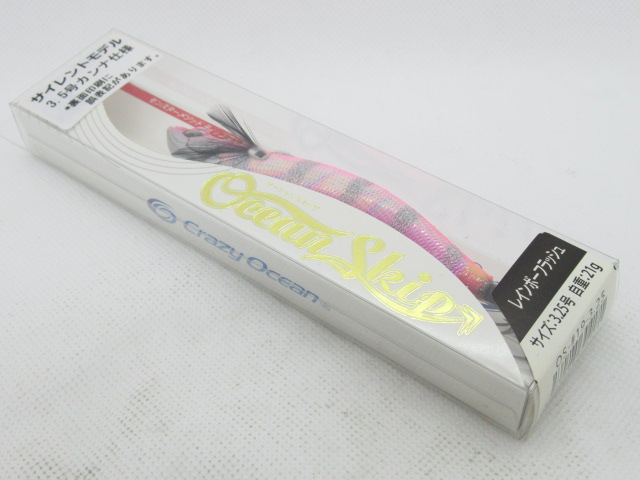 サイレントモデル
3.5号カンナ仕様
*裏面印刷に
誤表記があります。
Ocean Skip
Crazy Ocean
レインボーフラッシュ
サイズ:3.25号 自重:21g